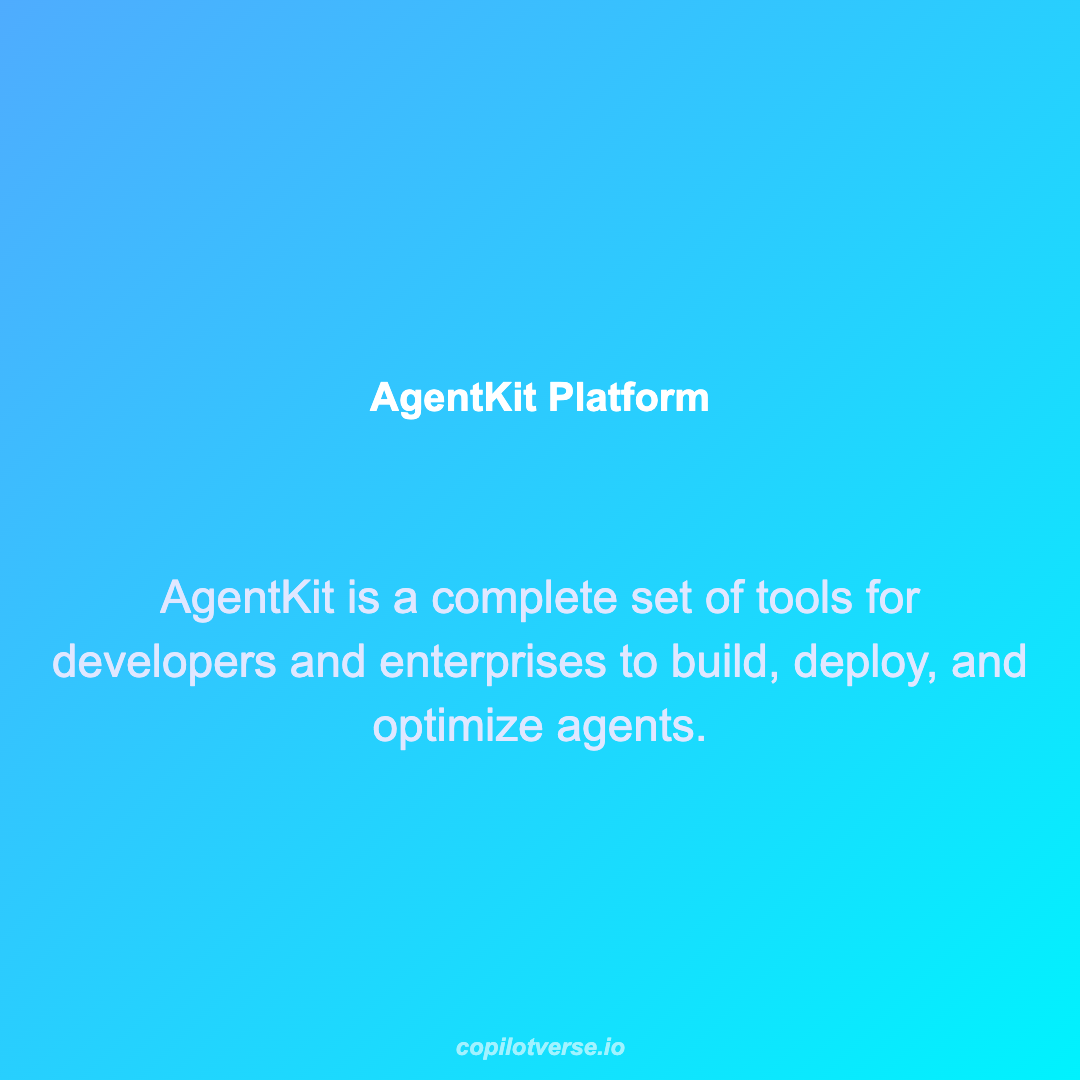 AgentKit Platform
AgentKit is a complete set of tools for
developers and enterprises to build, deploy, and
optimize agents.
copilotverse.io